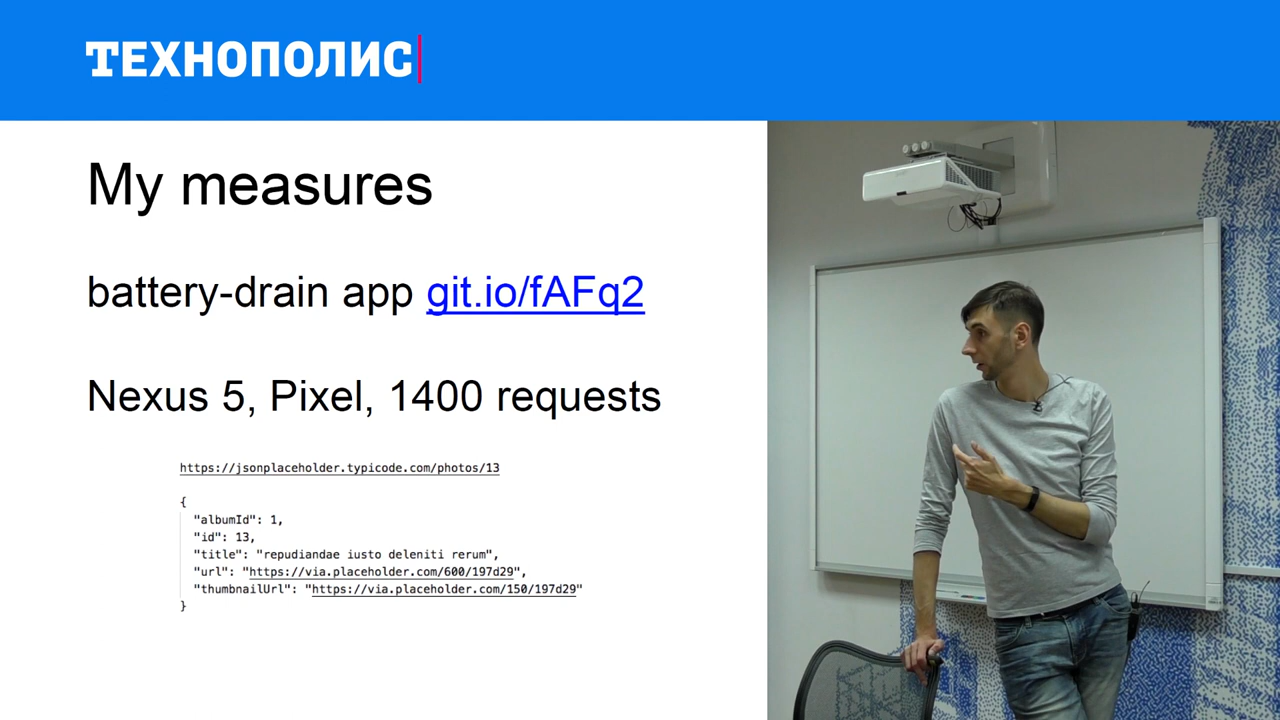 ТЕХНОПОЛИС
My measures
battery-drain app git.io/fAFq2
Nexus 5, Pixel, 1400 requests
https://jsonplaceholder.typicode.com/photos/13
{
"albumId": 1,
"id": 13,
"title": "repudiandae iusto deleniti rerum",
"url": "https://via.placeholder.com/600/197d29",
"thumbnailUrl": "https://via.placeholder.com/150/197d29"
}